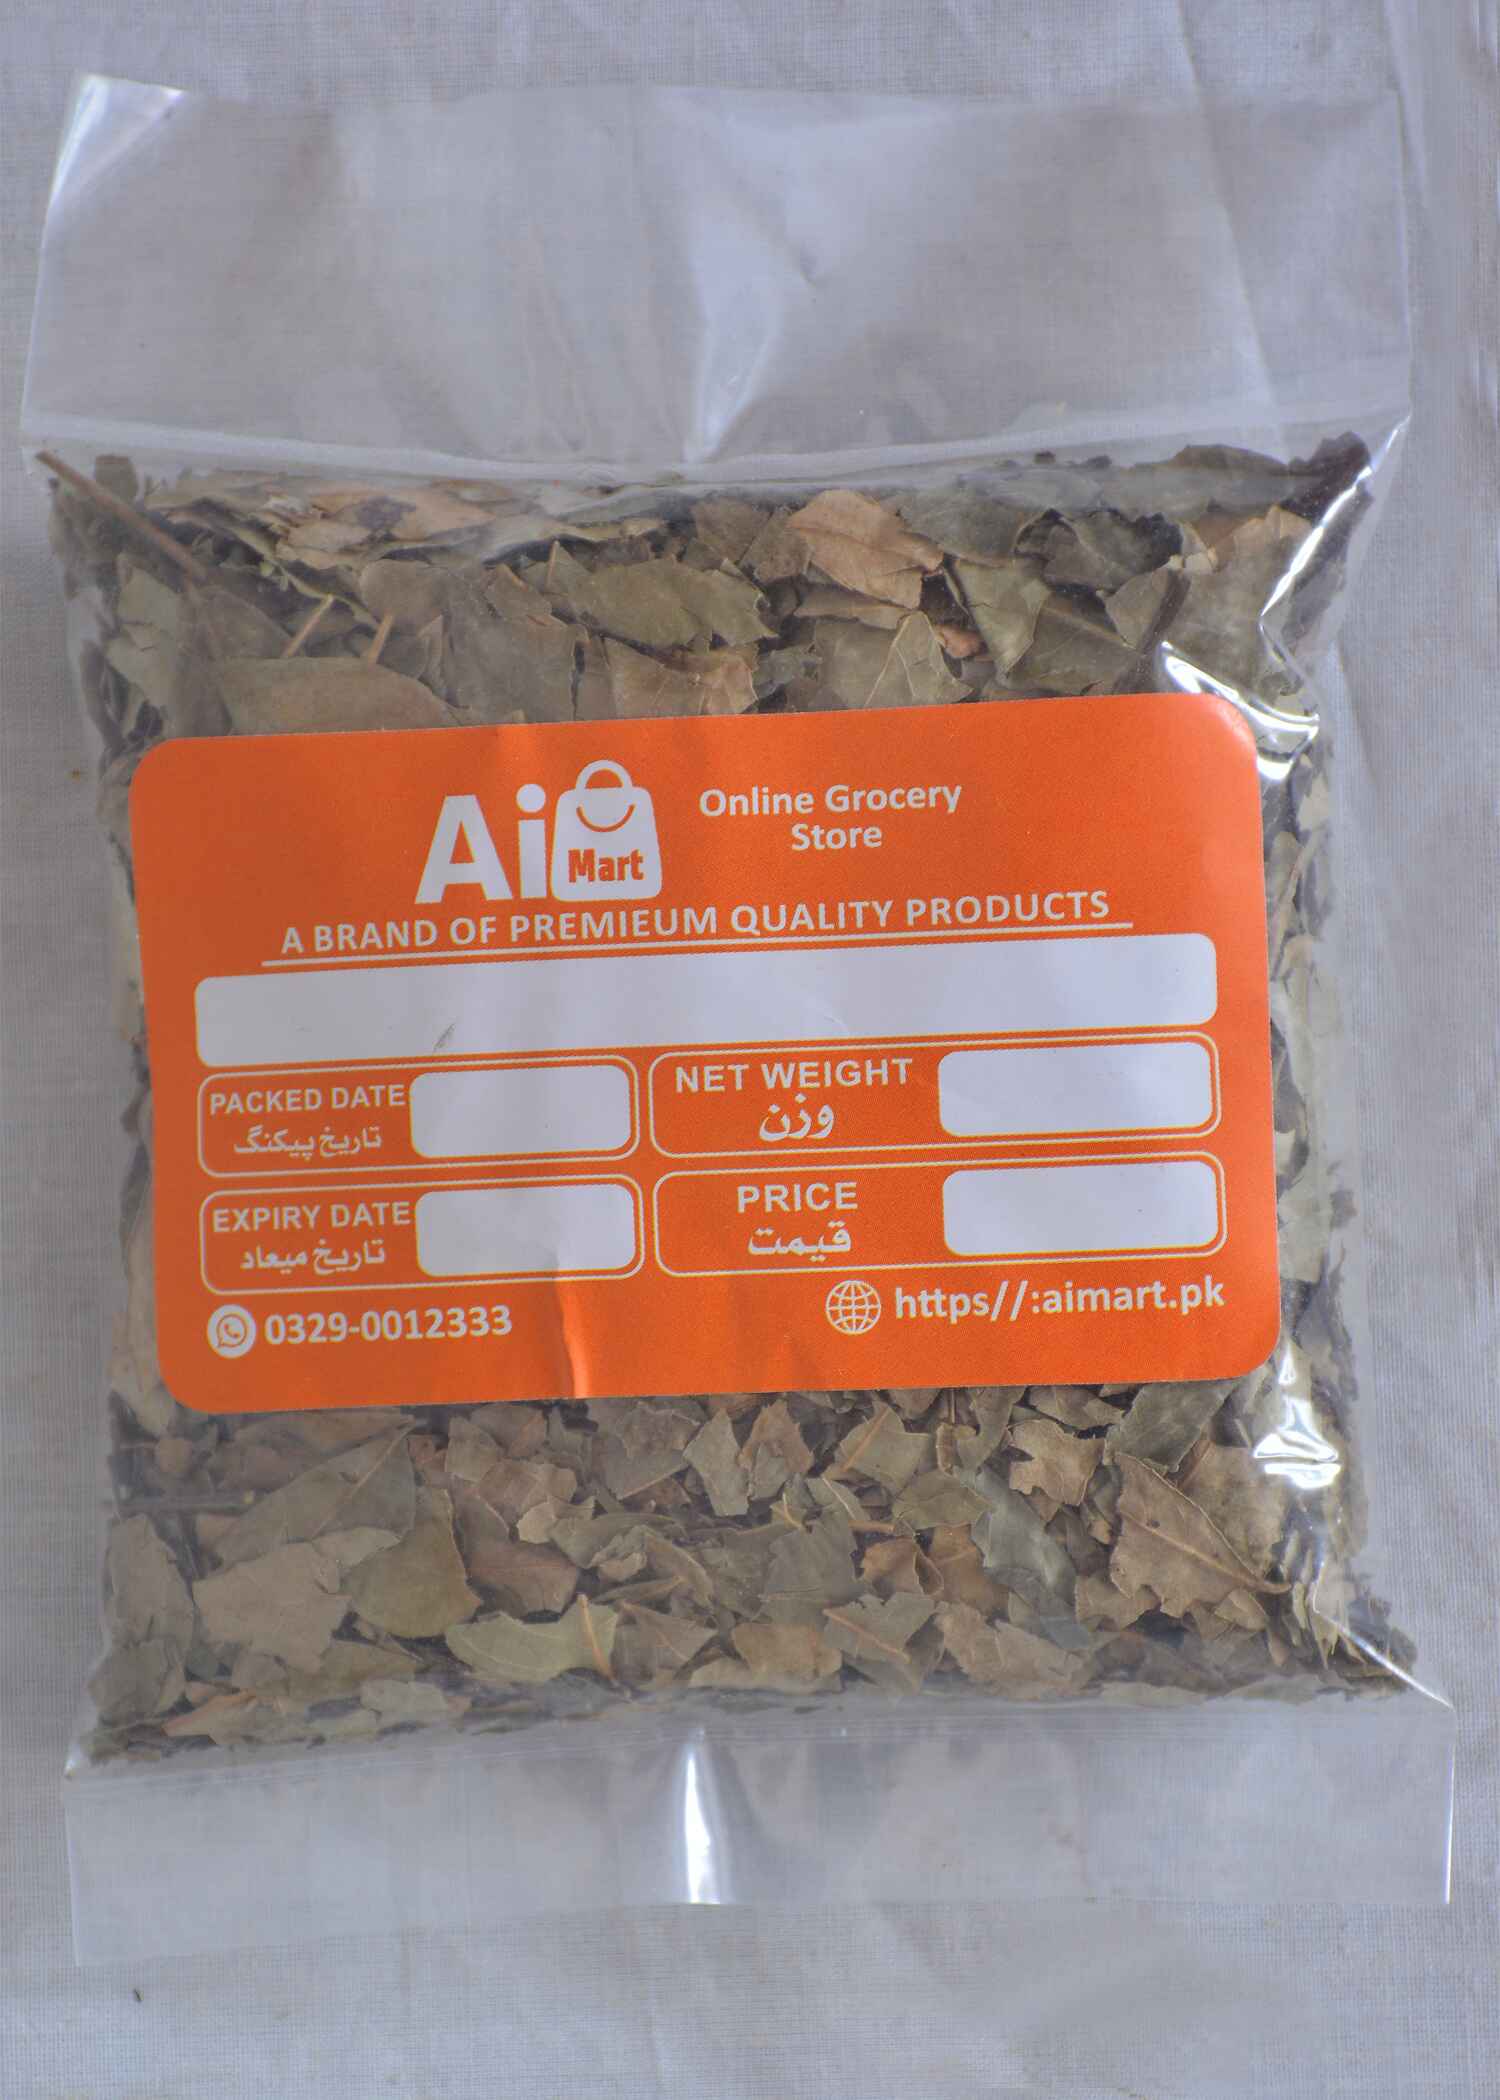 Ai Mart
Online Grocery
Store
A BRAND OF PREMIEUM QUALITY PRODUCTS
PACKED DATE
تاریخ پیکنگ
NET WEIGHT
وزن
EXPIRY DATE
تاریخ میعاد
PRICE
قیمت
0329-0012333
https//:aimart.pk